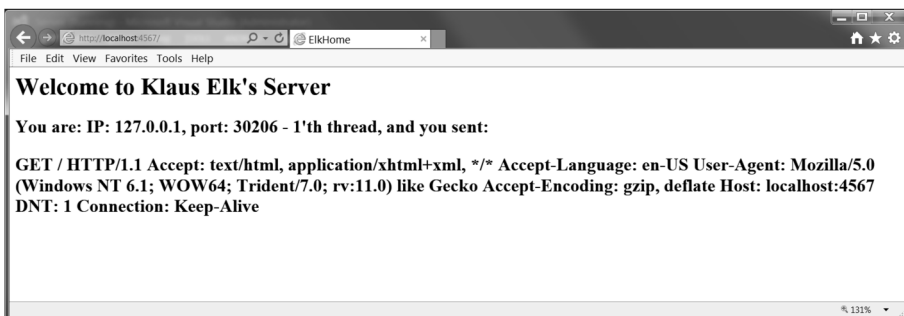 http://localhost:4567/
ElkHome
File Edit View Favorites Tools Help
Welcome to Klaus Elk's Server
You are: IP: 127.0.0.1, port: 30206 - 1'th thread, and you sent:
GET / HTTP/1.1 Accept: text/html, application/xhtml+xml, */* Accept-Language: en-US User-Agent: Mozilla/5.0
(Windows NT 6.1; WOW64; Trident/7.0; rv:11.0) like Gecko Accept-Encoding: gzip, deflate Host: localhost:4567
DNT: 1 Connection: Keep-Alive
131%